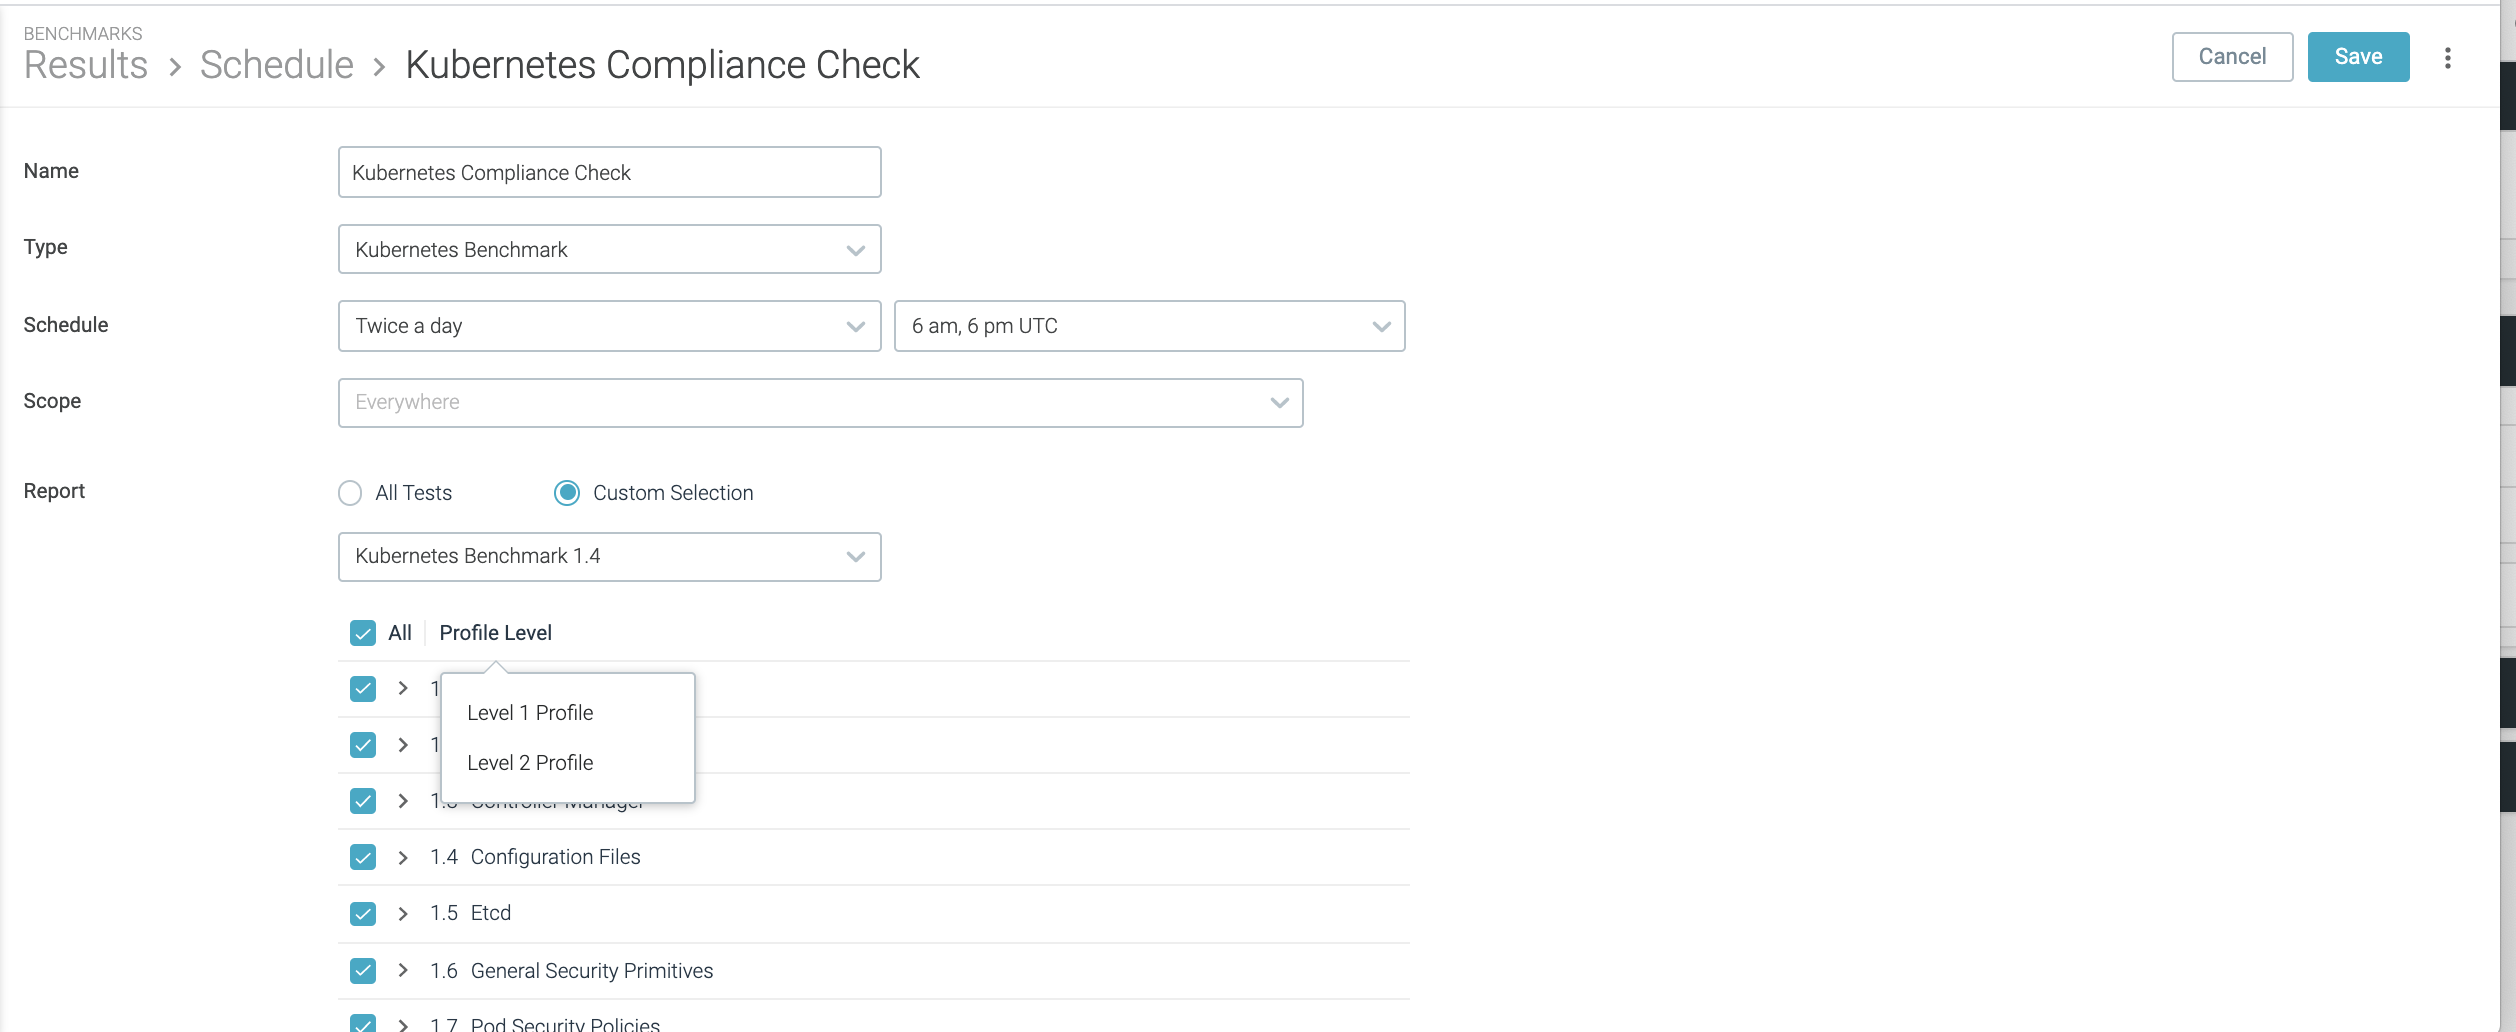 BENCHMARKS
Results > Schedule > Kubernetes Compliance Check
Cancel
Save
Name
Kubernetes Compliance Check
Type
Kubernetes Benchmark
Schedule
Twice a day
6 am, 6 pm UTC
Scope
Everywhere
Report
All Tests
Custom Selection
Kubernetes Benchmark 1.4
All
Profile Level
1
Level 1 Profile
1
Level 2 Profile
1.3 Controller Manager
1.4 Configuration Files
1.5 Etcd
1.6 General Security Primitives
1.7 Pod Security Policies